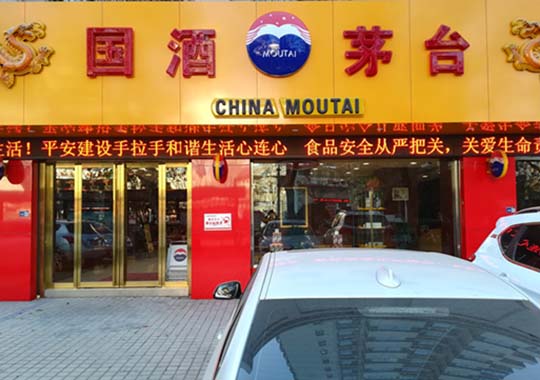 国酒 MOUTAI 茅台
CHINA MOUTAI
生活！平安建设手拉手和谐生活心连心 食品安全从严把关，关爱生命责